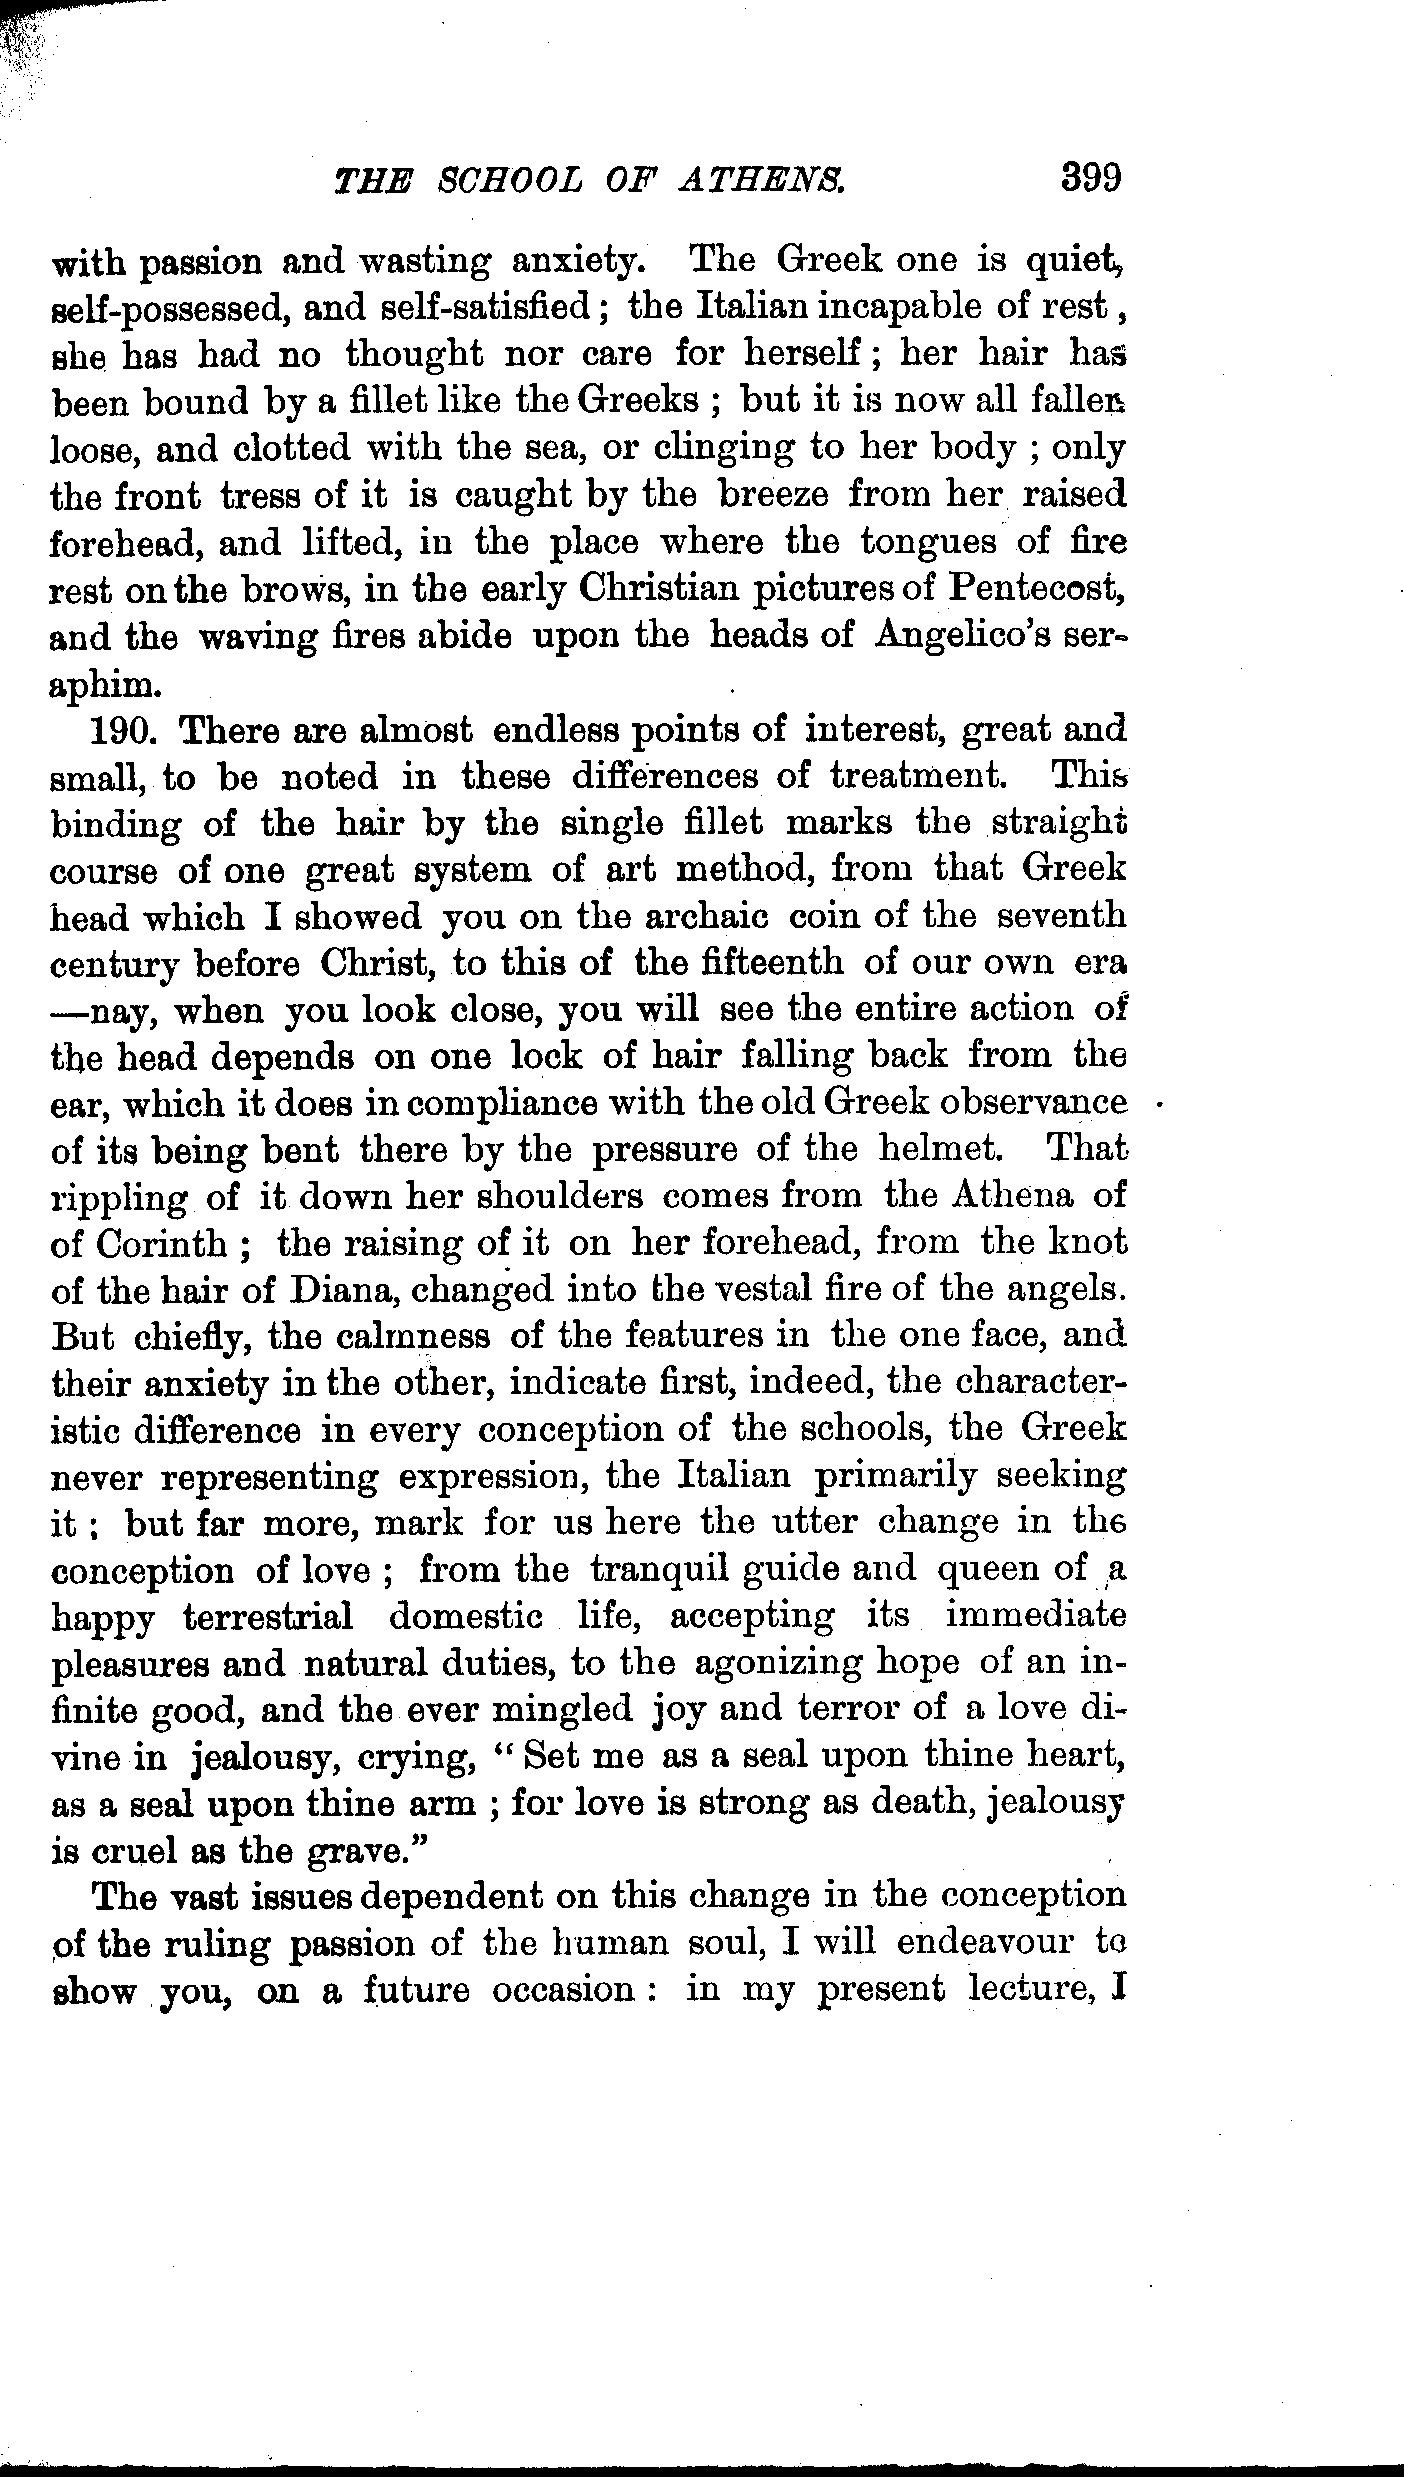 THE SCHOOL OF ATHENS. 399
with passion and wasting anxiety. The Greek one is quiet,
self-possessed, and self-satisfied ; the Italian incapable of rest ,
she has had no thought nor care for herself ; her hair has
been bound by a fillet like the Greeks ; but it is now all fallen
loose, and clotted with the sea, or clinging to her body ; only
the front tress of it is caught by the breeze from her raised
forehead, and lifted, in the place where the tongues of fire
rest on the brows, in the early Christian pictures of Pentecost,
and the waving fires abide upon the heads of Angelico's ser-
aphim.
190. There are almost endless points of interest, great and
small, to be noted in these differences of treatment. This
binding of the hair by the single fillet marks the straight
course of one great system of art method, from that Greek
head which I showed you on the archaic coin of the seventh
century before Christ, to this of the fifteenth of our own era
—nay, when you look close, you will see the entire action of
the head depends on one lock of hair falling back from the
ear, which it does in compliance with the old Greek observance
of its being bent there by the pressure of the helmet. That
rippling of it down her shoulders comes from the Athena of
of Corinth ; the raising of it on her forehead, from the knot
of the hair of Diana, changed into the vestal fire of the angels.
But chiefly, the calmness of the features in the one face, and
their anxiety in the other, indicate first, indeed, the character-
istic difference in every conception of the schools, the Greek
never representing expression, the Italian primarily seeking
it ; but far more, mark for us here the utter change in the
conception of love ; from the tranquil guide and queen of a
happy terrestrial domestic life, accepting its immediate
pleasures and natural duties, to the agonizing hope of an in-
finite good, and the ever mingled joy and terror of a love di-
vine in jealousy, crying, “ Set me as a seal upon thine heart,
as a seal upon thine arm ; for love is strong as death, jealousy
is cruel as the grave.”
The vast issues dependent on this change in the conception
of the ruling passion of the human soul, I will endeavour to
show you, on a future occasion : in my present lecture, I